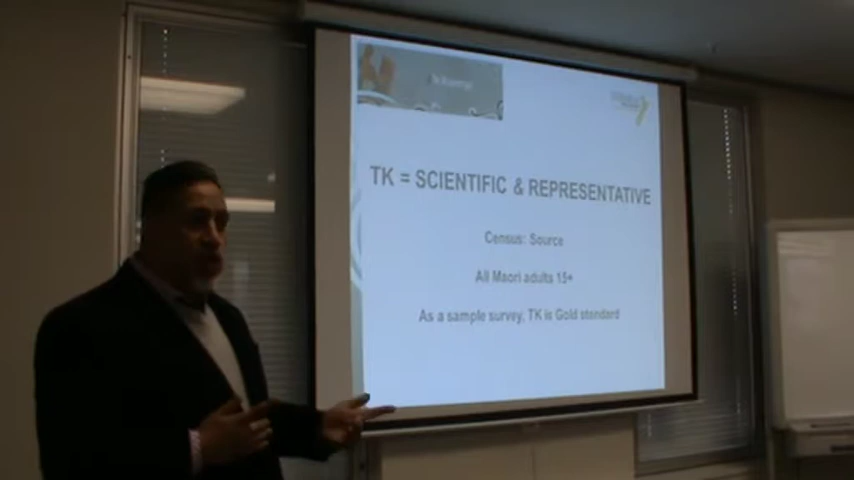 TK = SCIENTIFIC & REPRESENTATIVE
Census: Source
All Maori adults 15+
As a sample survey, TK is Gold standard